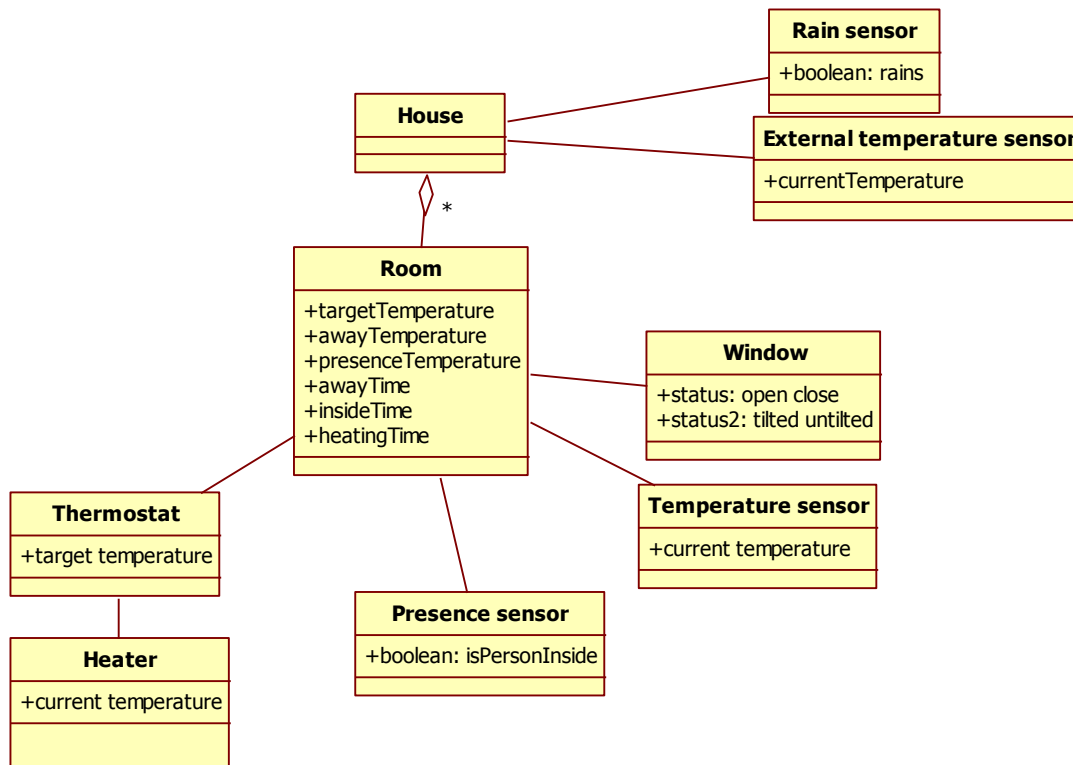 Rain sensor
+boolean: rains
House
External temperature sensor
+currentTemperature
*
Room
+targetTemperature
+awayTemperature
+presenceTemperature
+awayTime
+insideTime
+heatingTime
Window
+status: open close
+status2: tilted untilted
Thermostat
+target temperature
Temperature sensor
+current temperature
Presence sensor
+boolean: isPersonInside
Heater
+current temperature